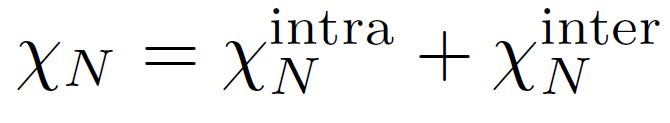 χ_N = χ_N^intra + χ_N^inter